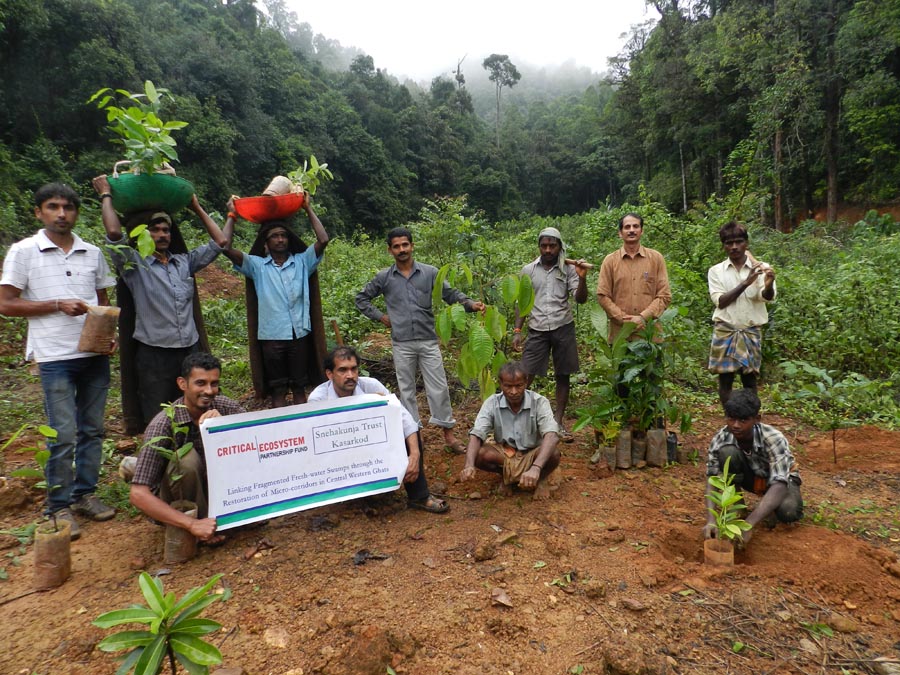 CRITICAL ECOSYSTEM
PARTNERSHIP FUND
Snehakunja Trust
Kasarkod
Linking Fragmented Fresh-water Swamps through the
Restoration of Micro-corridors in Central Western Ghats